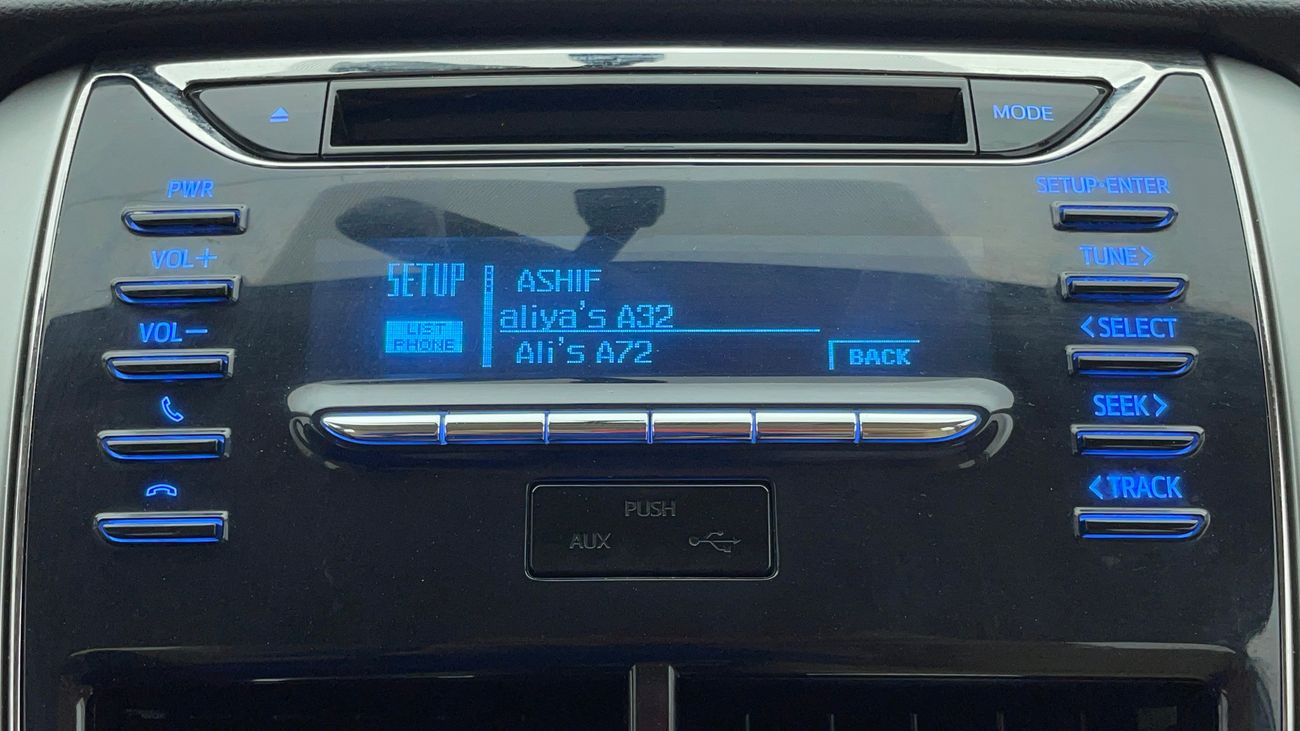 MODE
PWR
SETUP·ENTER
VOL+
TUNE>
VOL−
<SELECT
SEEK>
<TRACK
SETUP
LIST
PHONE
ASHIF
aliya's A32
Ali's A72
BACK
PUSH
AUX